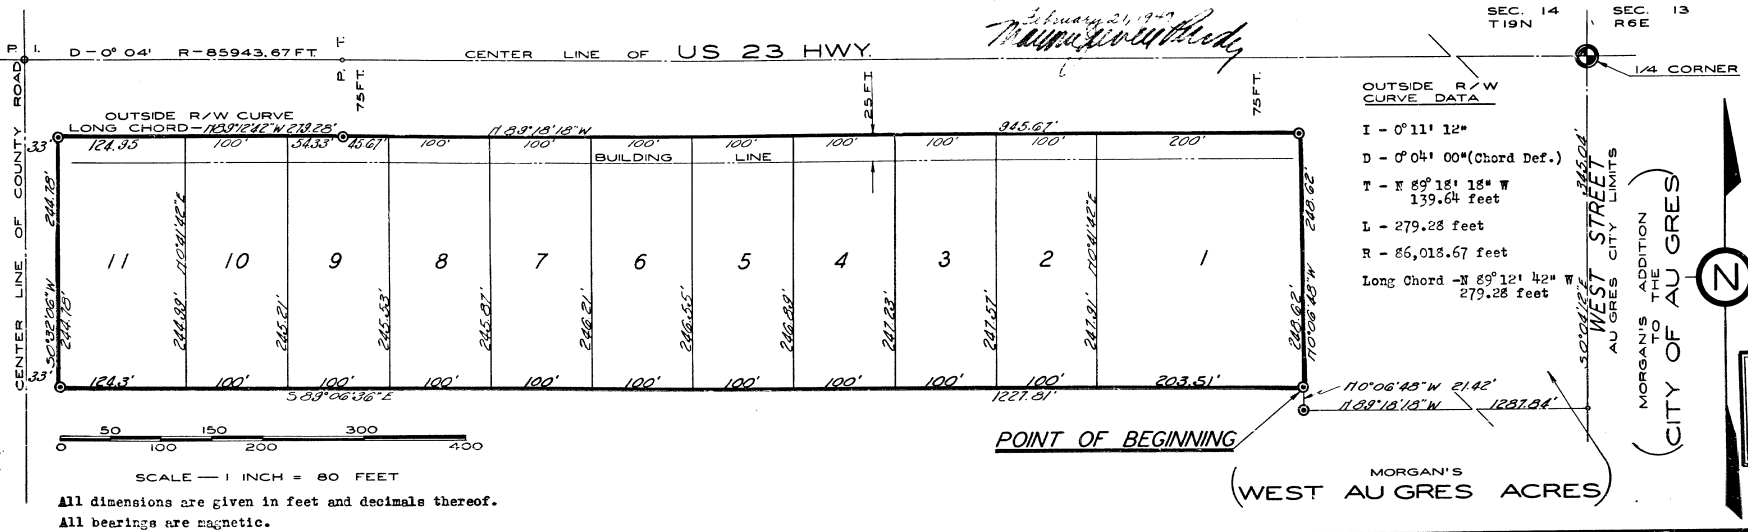 February 21, 1947
SEC. 14
T19N
SEC. 13
R6E
P. I.
D-0° 04' R-85943.67 FT.
P. T.
CENTER LINE OF US 23 HWY.
75 FT.
25 FT.
75 FT.
1/4 CORNER
OUTSIDE R/W CURVE
LONG CHORD-N89°12'42"W 279.28'
N 89°18'18"W
945.67'
33'
124.95
100'
54.33'
45.67'
100'
100'
100'
100'
100'
100'
100'
200'
BUILDING LINE
CENTER LINE OF COUNTY ROAD
244.78'
S0°32'06"W
244.78'
N0°41'42"E
N0°41'42"E
248.62'
N0°06'48"W
248.62'
11
10
9
8
7
6
5
4
3
2
1
244.99'
245.21'
245.53'
245.87'
246.21'
246.55'
246.89'
247.23'
247.57'
247.91'
33'
124.3'
100'
100'
100'
100'
100'
100'
100'
100'
100'
203.51'
S 89°06'36"E
1227.81'
OUTSIDE R/W
CURVE DATA
I - 0° 11' 12"
D - 0° 04' 00" (Chord Def.)
T - N 89° 18' 18" W
139.64 feet
L - 279.28 feet
R - 86,018.67 feet
Long Chord -N 89° 12' 42" W
279.28 feet
345.04'
S0°04'12"E
WEST STREET
AU GRES CITY LIMITS
MORGAN'S ADDITION
TO THE
CITY OF AU GRES
N
N0°06'48"W 21.42'
N89°18'18"W
1287.84'
POINT OF BEGINNING
MORGAN'S
(WEST AU GRES ACRES)
50 150 300
0 100 200 400
SCALE — 1 INCH = 80 FEET
All dimensions are given in feet and decimals thereof.
All bearings are magnetic.